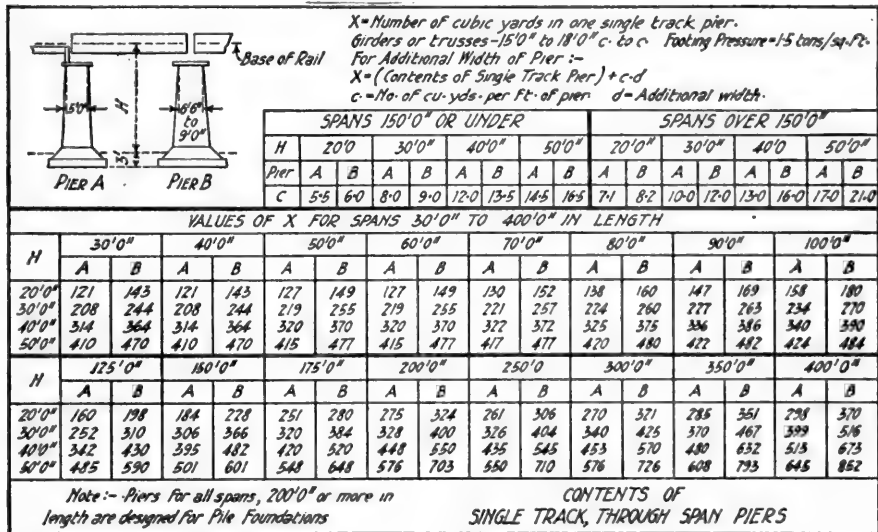 X=Number of cubic yards in one single track pier.
Girders or trusses-15'0" to 18'0" c. to c. Footing Pressure=1.5 tons/sq.ft.
For Additional Width of Pier :-
X=(Contents of Single Track Pier)+c.d
c.=No. of cu. yds. per Ft. of pier. d=Additional width.
Base of Rail
5'0" H 6'6" to 9'0"
3'
PIER A PIER B
SPANS 150'0" OR UNDER SPANS OVER 150'0"
H 20'0 30'0" 40'0" 50'0" 20'0" 30'0" 40'0 50'0"
Pier A B A B A B A B A B A B A B A B
C 5.5 6.0 8.0 9.0 12.0 13.5 14.5 16.5 7.1 8.2 10.0 12.0 13.0 16.0 17.0 21.0
VALUES OF X FOR SPANS 30'0" TO 400'0" IN LENGTH
H 30'0" 40'0" 50'0" 60'0" 70'0" 80'0" 90'0" 100'0"
A B A B A B A B A B A B A B A B
20'0" 121 143 121 143 127 149 127 149 130 152 138 160 147 169 158 180
30'0" 208 244 208 244 219 255 219 255 221 257 224 260 227 263 234 270
40'0" 314 364 314 364 320 370 320 370 322 372 325 375 336 386 340 390
50'0" 410 470 410 470 415 477 415 477 417 477 420 480 422 482 424 484
H 125'0" 150'0" 175'0" 200'0" 250'0 300'0" 350'0" 400'0"
A B A B A B A B A B A B A B A B
20'0" 160 198 184 228 251 280 275 324 261 306 270 321 285 351 298 370
30'0" 252 310 306 366 320 384 328 400 326 404 340 425 370 467 399 516
40'0" 342 430 395 482 420 520 448 550 435 545 453 570 480 632 513 673
50'0" 485 590 501 601 548 648 576 703 550 710 576 726 608 793 645 852
Note :- Piers for all spans, 200'0" or more in
length are designed for Pile Foundations
CONTENTS OF
SINGLE TRACK, THROUGH SPAN PIERS